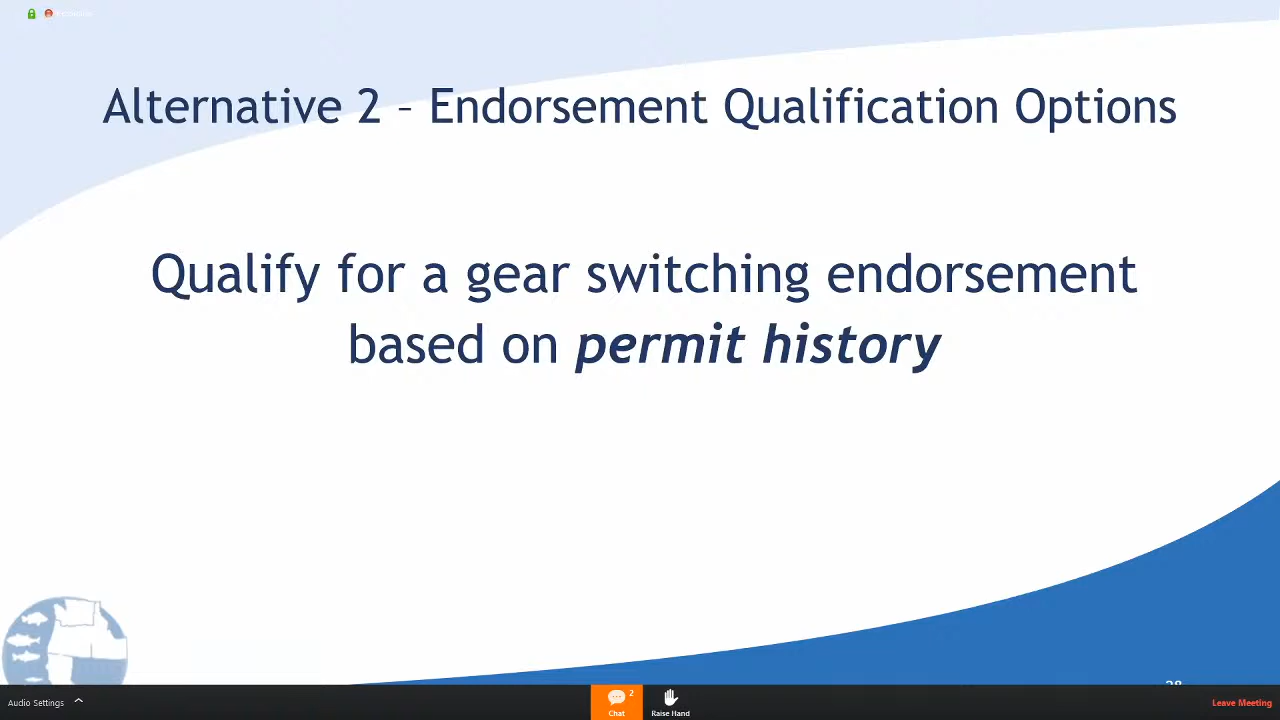 Alternative 2 – Endorsement Qualification Options
Qualify for a gear switching endorsement
based on permit history
Audio Settings
2
Chat
Raise Hand
Leave Meeting